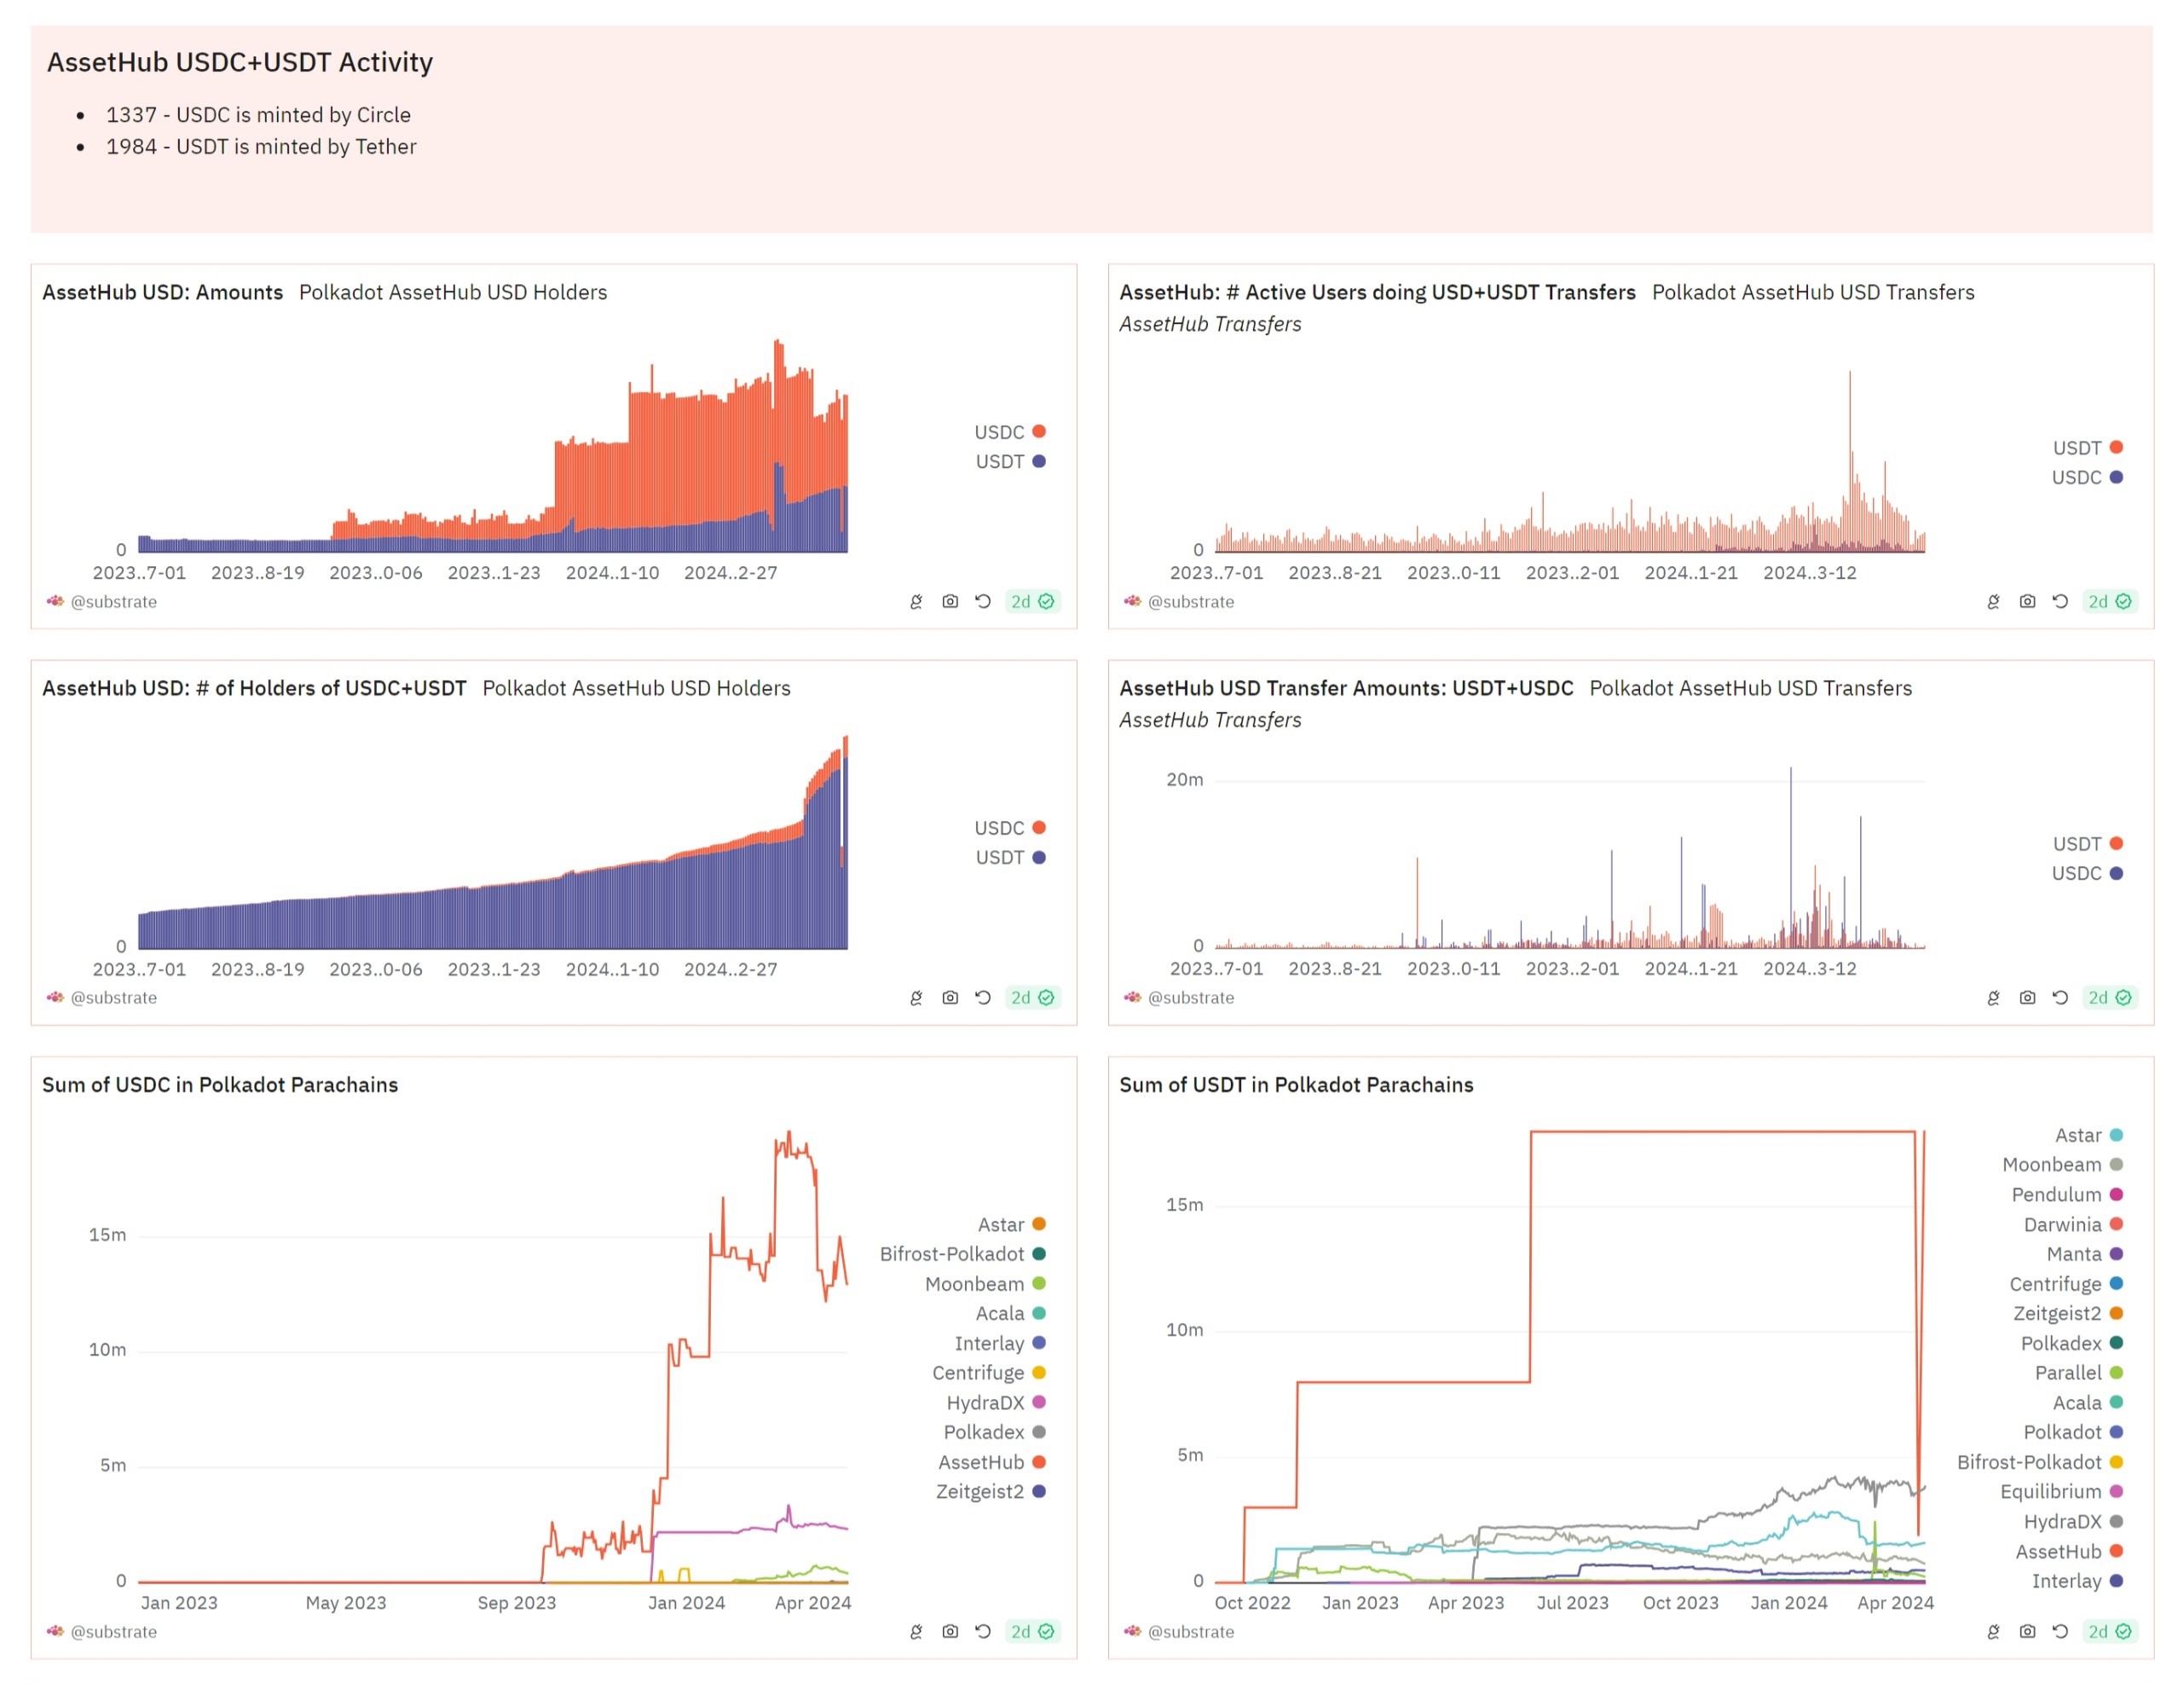 AssetHub USDC+USDT Activity
1337 - USDC is minted by Circle
1984 - USDT is minted by Tether
AssetHub USD: Amounts Polkadot AssetHub USD Holders
USDC
USDT
0
2023..7-01 2023..8-19 2023..0-06 2023..1-23 2024..1-10 2024..2-27
@substrate
2d
AssetHub: # Active Users doing USD+USDT Transfers Polkadot AssetHub USD Transfers
AssetHub Transfers
USDT
USDC
0
2023..7-01 2023..8-21 2023..0-11 2023..2-01 2024..1-21 2024..3-12
@substrate
2d
AssetHub USD: # of Holders of USDC+USDT Polkadot AssetHub USD Holders
USDC
USDT
0
2023..7-01 2023..8-19 2023..0-06 2023..1-23 2024..1-10 2024..2-27
@substrate
2d
AssetHub USD Transfer Amounts: USDT+USDC Polkadot AssetHub USD Transfers
AssetHub Transfers
20m
USDT
USDC
0
2023..7-01 2023..8-21 2023..0-11 2023..2-01 2024..1-21 2024..3-12
@substrate
2d
Sum of USDC in Polkadot Parachains
15m
10m
5m
0
Astar
Bifrost-Polkadot
Moonbeam
Acala
Interlay
Centrifuge
HydraDX
Polkadex
AssetHub
Zeitgeist2
Jan 2023 May 2023 Sep 2023 Jan 2024 Apr 2024
@substrate
2d
Sum of USDT in Polkadot Parachains
15m
10m
5m
0
Astar
Moonbeam
Pendulum
Darwinia
Manta
Centrifuge
Zeitgeist2
Polkadex
Parallel
Acala
Polkadot
Bifrost-Polkadot
Equilibrium
HydraDX
AssetHub
Interlay
Oct 2022 Jan 2023 Apr 2023 Jul 2023 Oct 2023 Jan 2024 Apr 2024
@substrate
2d